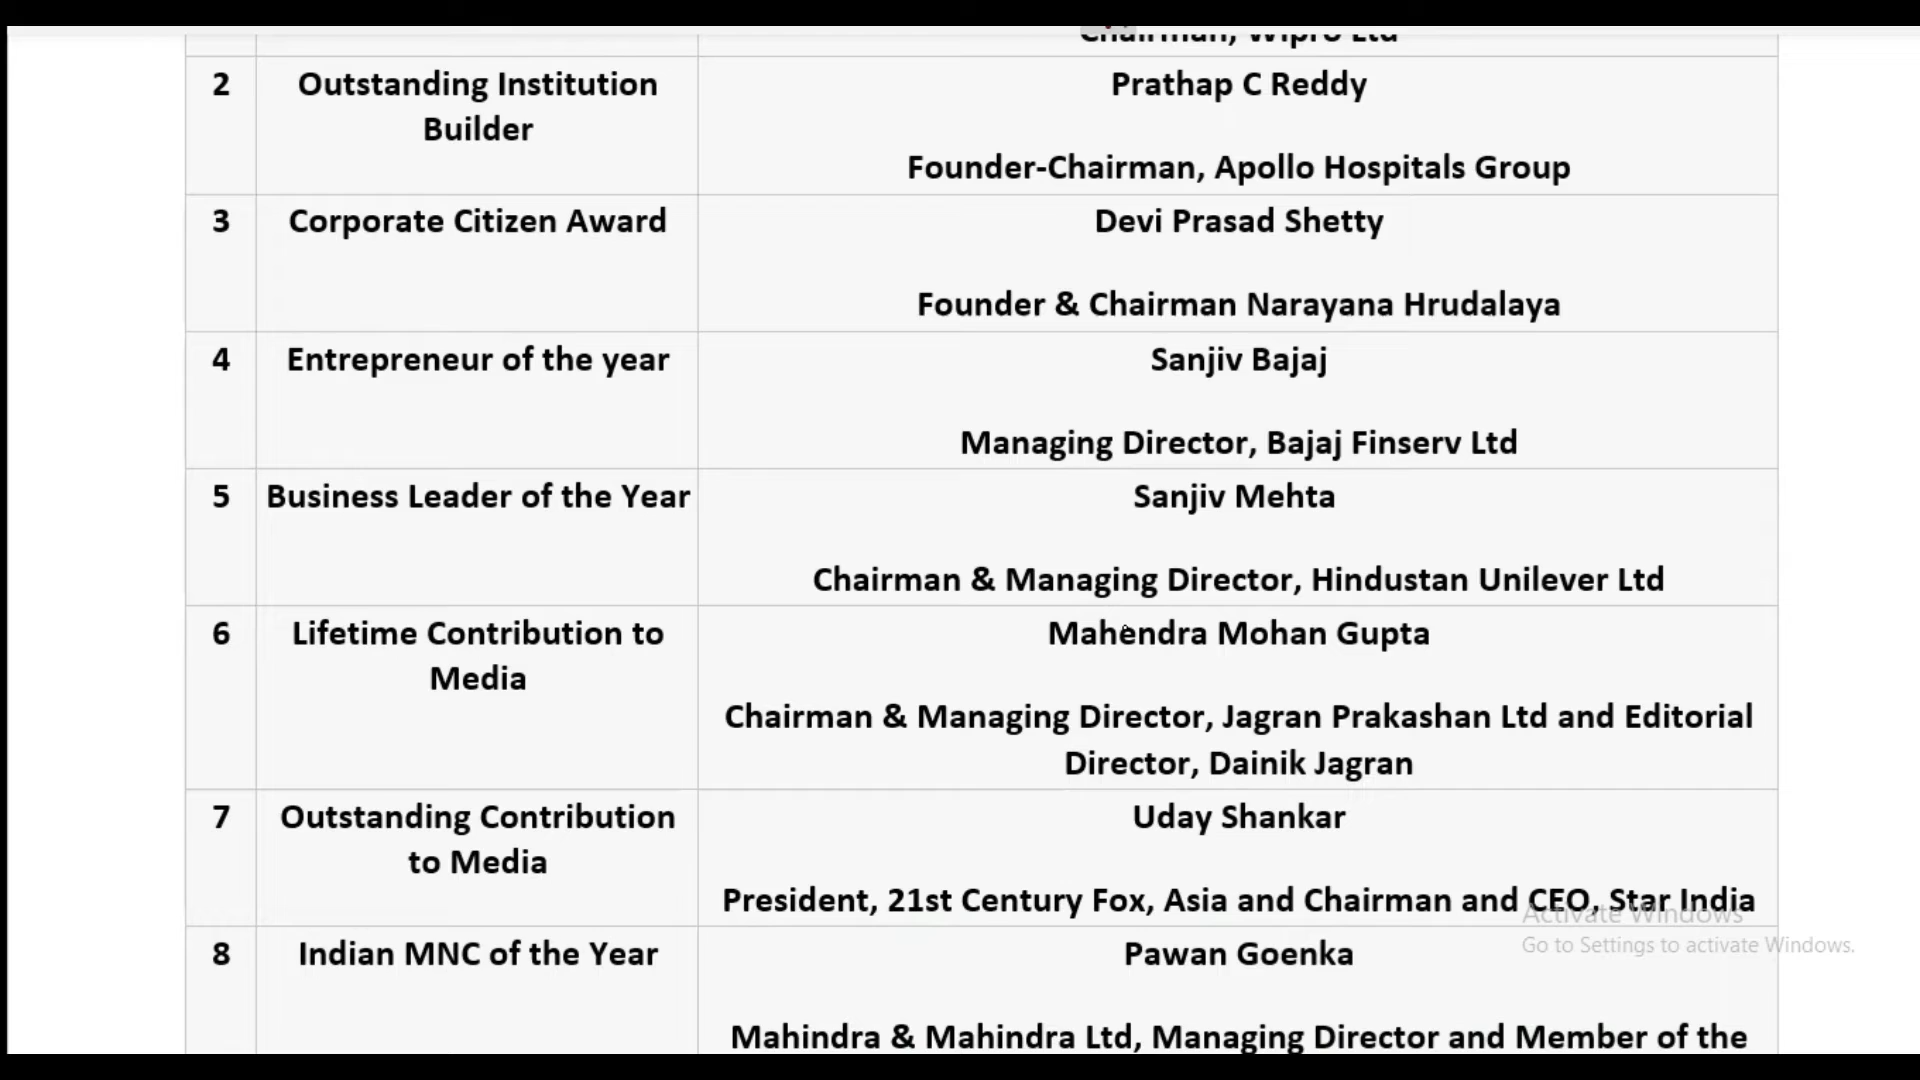 Chairman, Wipro Ltd
2
Outstanding Institution
Builder
Prathap C Reddy
Founder-Chairman, Apollo Hospitals Group
3
Corporate Citizen Award
Devi Prasad Shetty
Founder & Chairman Narayana Hrudalaya
4
Entrepreneur of the year
Sanjiv Bajaj
Managing Director, Bajaj Finserv Ltd
5
Business Leader of the Year
Sanjiv Mehta
Chairman & Managing Director, Hindustan Unilever Ltd
6
Lifetime Contribution to
Media
Mahendra Mohan Gupta
Chairman & Managing Director, Jagran Prakashan Ltd and Editorial
Director, Dainik Jagran
7
Outstanding Contribution
to Media
Uday Shankar
President, 21st Century Fox, Asia and Chairman and CEO, Star India
8
Indian MNC of the Year
Pawan Goenka
Mahindra & Mahindra Ltd, Managing Director and Member of the
Activate Windows
Go to Settings to activate Windows.